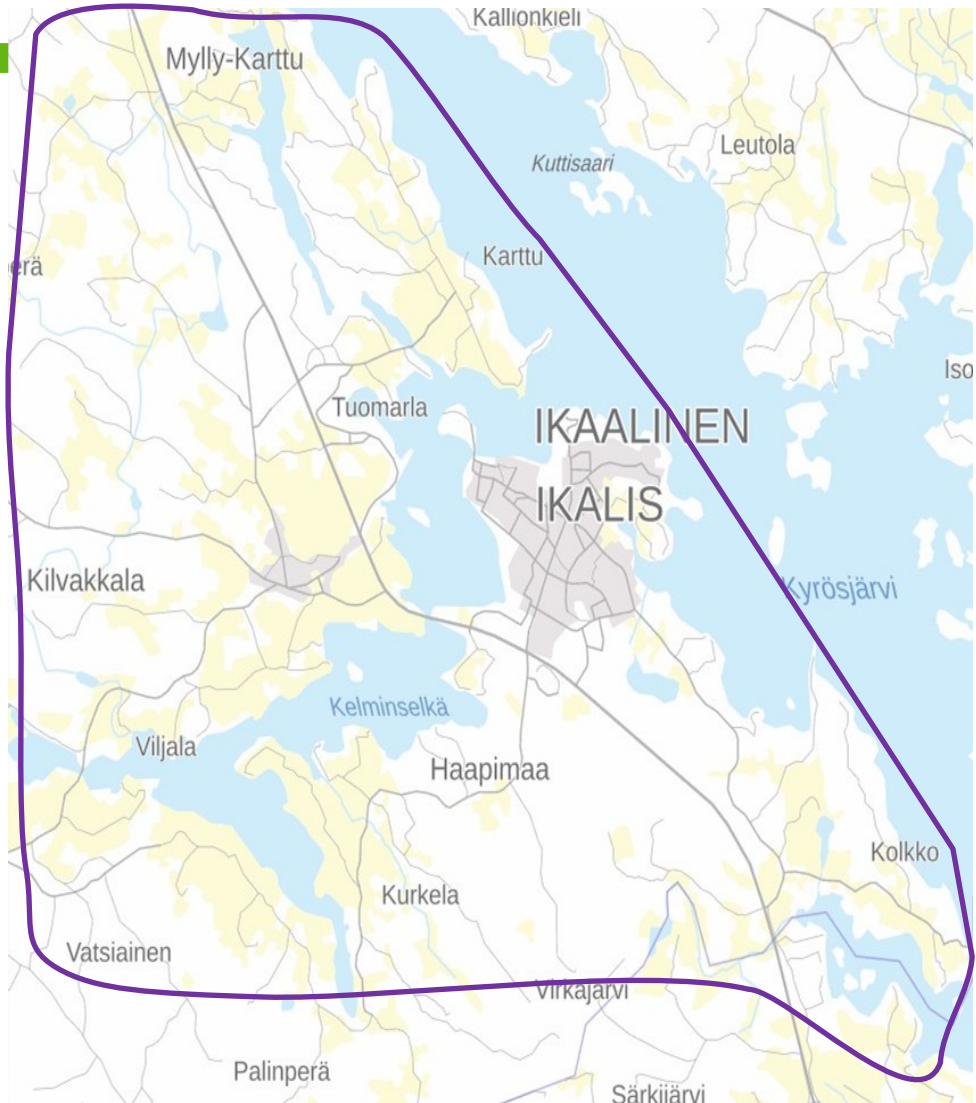 Kallionkieli
Mylly-Karttu
Leutola
Kuttisaari
Karttu
erä
Iso
Tuomarla
IKAALINEN
IKALIS
Kilvakkala
Kyrösjärvi
Kelminselkä
Viljala
Haapimaa
Kolkko
Kurkela
Vatsiainen
Virkajärvi
Palinperä
Särkijärvi